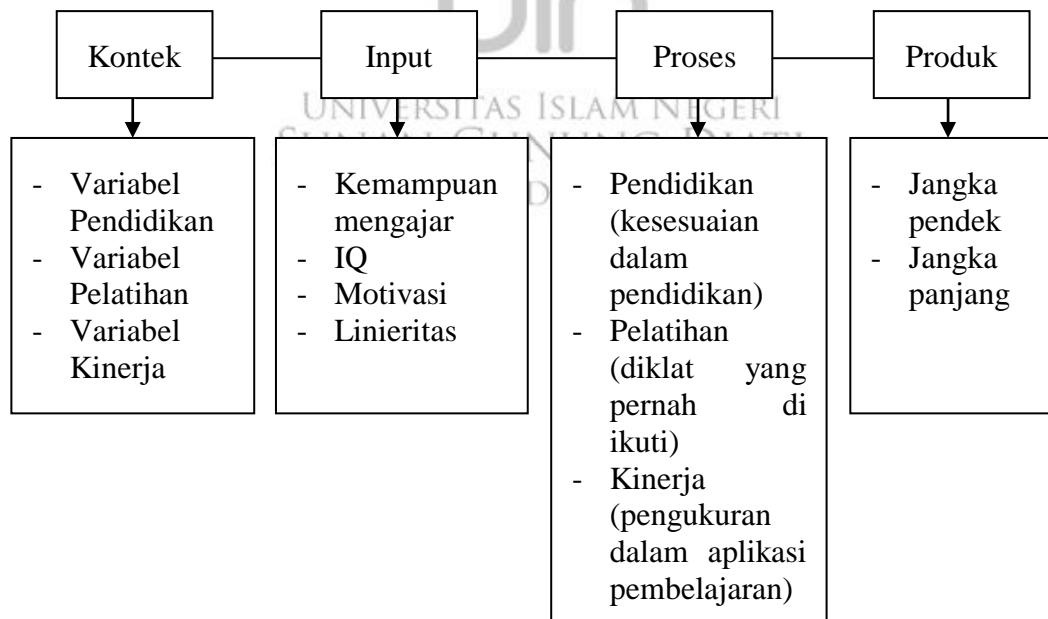 Kontek
Input
Proses
Produk
UNIVERSITAS ISLAM NEGERI
- Variabel
Pendidikan
- Variabel
Pelatihan
- Variabel
Kinerja
- Kemampuan
mengajar
- IQ
- Motivasi
- Linieritas
- Pendidikan
(kesesuaian
dalam
pendidikan)
- Pelatihan
(diklat yang
pernah di
ikuti)
- Kinerja
(pengukuran
dalam aplikasi
pembelajaran)
- Jangka
pendek
- Jangka
panjang